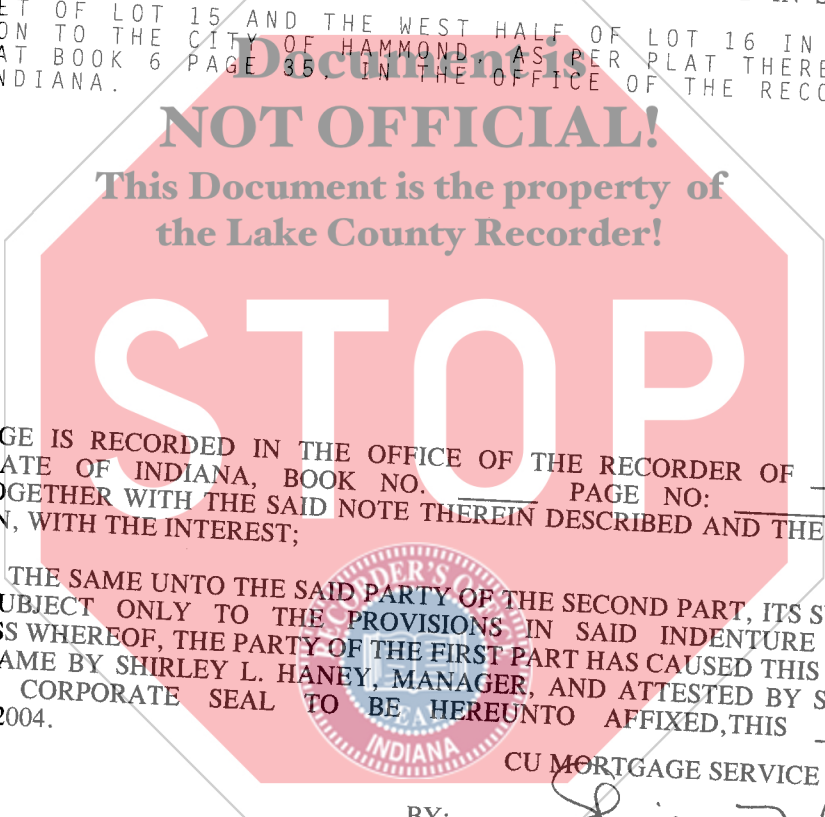 ET OF LOT 15 AND THE WEST HALF OF LOT 16 IN
ON TO THE CITY OF HAMMOND, AS PER PLAT THERE
AT BOOK 6 PAGE 35, IN THE OFFICE OF THE RECO
NDIANA.
Document is
NOT OFFICIAL!
This Document is the property of
the Lake County Recorder!
STOP
GE IS RECORDED IN THE OFFICE OF THE RECORDER OF
ATE OF INDIANA, BOOK NO. ______ PAGE NO: ______
OGETHER WITH THE SAID NOTE THEREIN DESCRIBED AND THE
N, WITH THE INTEREST;
THE SAME UNTO THE SAID PARTY OF THE SECOND PART, ITS S
UBJECT ONLY TO THE PROVISIONS IN SAID INDENTURE
SS WHEREOF, THE PARTY OF THE FIRST PART HAS CAUSED THIS
AME BY SHIRLEY L. HANEY, MANAGER, AND ATTESTED BY S
CORPORATE SEAL TO BE HEREUNTO AFFIXED,THIS
2004.
RECORDER'S OF
SEAL
INDIANA
CU MORTGAGE SERVICE
BY: